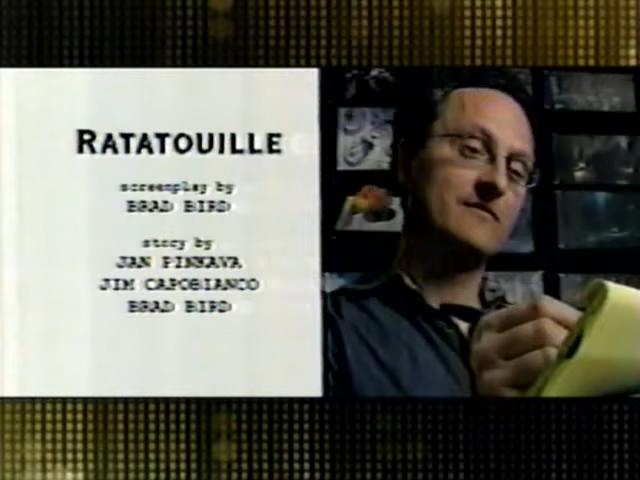 RATATOUILLE
screenplay by
BRAD BIRD
story by
JAN PINKAVA
JIM CAPOBIANCO
BRAD BIRD